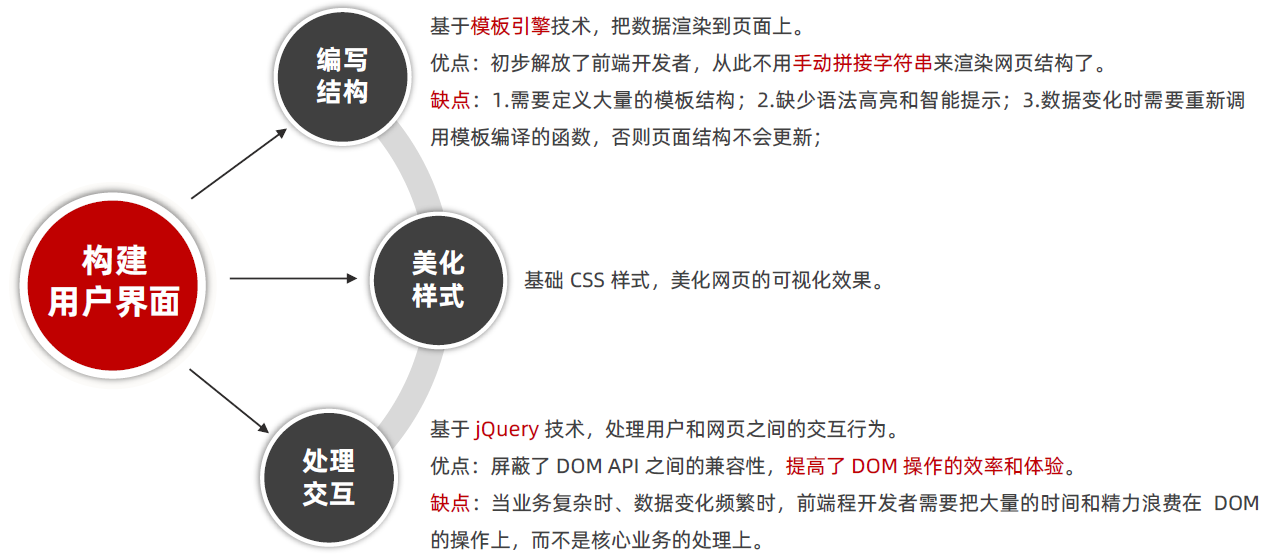 编写
结构
基于模板引擎技术，把数据渲染到页面上。
优点：初步解放了前端开发者，从此不用手动拼接字符串来渲染网页结构了。
缺点：1.需要定义大量的模板结构；2.缺少语法高亮和智能提示；3.数据变化时需要重新调
用模板编译的函数，否则页面结构不会更新；
构建
用户界面
美化
样式
基础 CSS 样式，美化网页的可视化效果。
处理
交互
基于 jQuery 技术，处理用户和网页之间的交互行为。
优点：屏蔽了 DOM API 之间的兼容性，提高了 DOM 操作的效率和体验。
缺点：当业务复杂时、数据变化频繁时，前端程开发者需要把大量的时间和精力浪费在 DOM
的操作上，而不是核心业务的处理上。